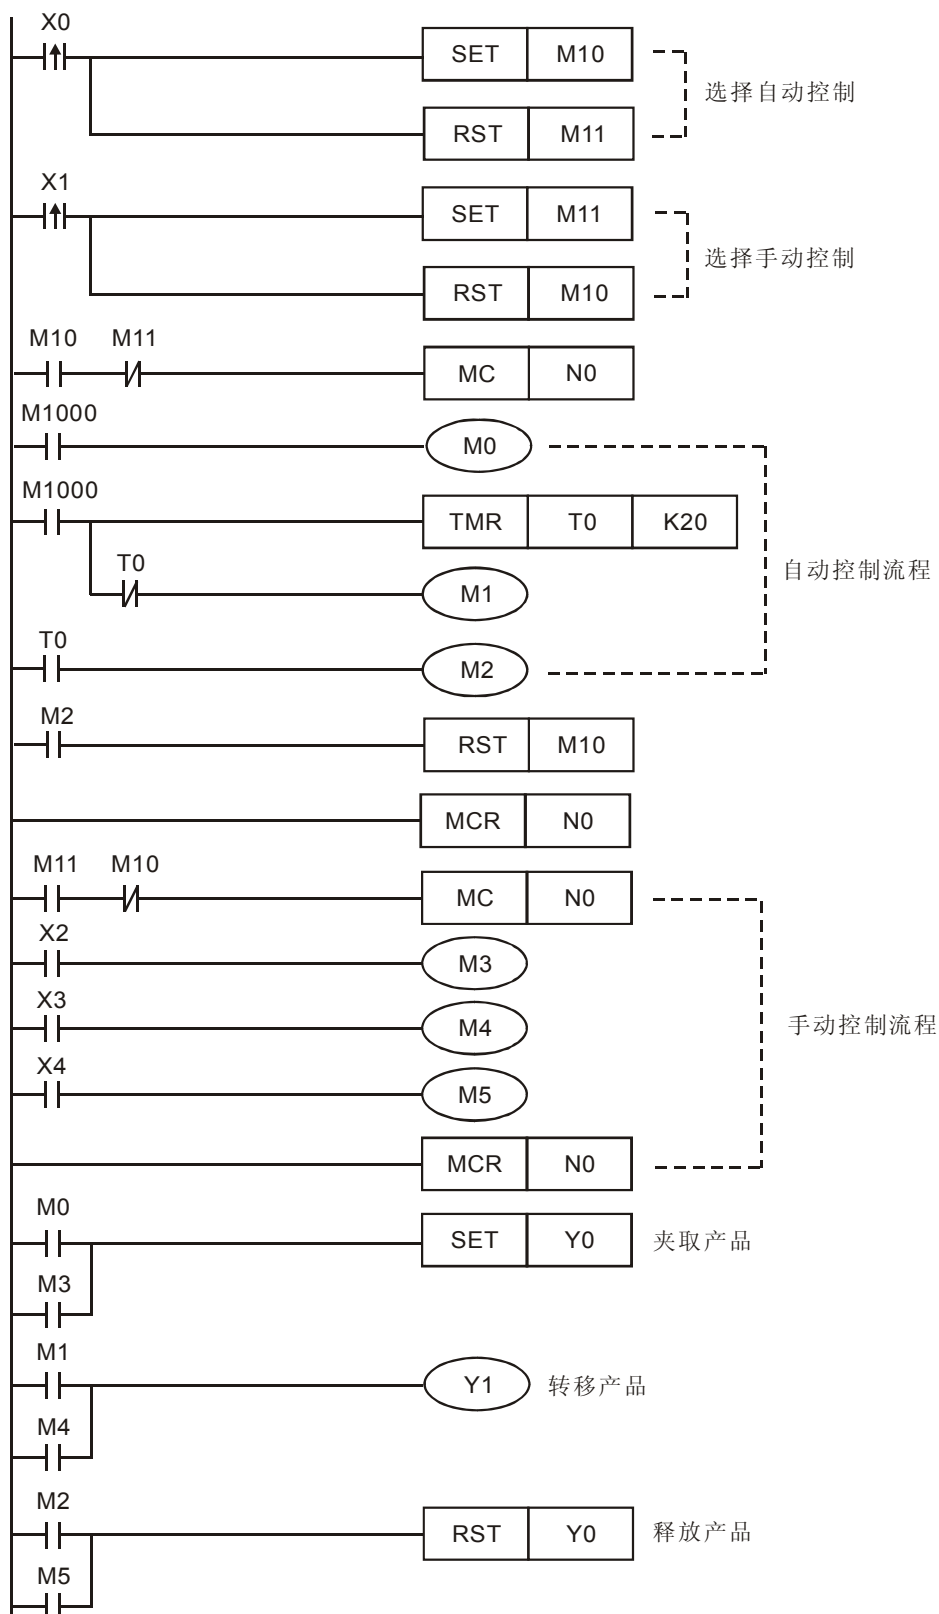 X0
SET M10
选择自动控制
RST M11
X1
SET M11
选择手动控制
RST M10
M10 M11
MC N0
M1000
M0
M1000
TMR T0 K20
自动控制流程
T0
M1
T0
M2
M2
RST M10
MCR N0
M11 M10
MC N0
X2
M3
X3
M4
手动控制流程
X4
M5
MCR N0
M0
SET Y0 夹取产品
M3
M1
Y1 转移产品
M4
M2
RST Y0 释放产品
M5